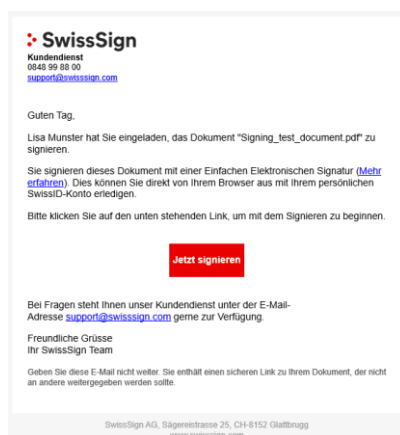 SwissSign
Kundendienst
0848 99 88 00
support@swisssign.com
Guten Tag,
Lisa Munster hat Sie eingeladen, das Dokument "Signing_test_document.pdf" zu
signieren.
Sie signieren dieses Dokument mit einer Einfachen Elektronischen Signatur (Mehr
erfahren). Dies können Sie direkt von Ihrem Browser aus mit Ihrem persönlichen
SwissID-Konto erledigen.
Bitte klicken Sie auf den unten stehenden Link, um mit dem Signieren zu beginnen.
Jetzt signieren
Bei Fragen steht Ihnen unser Kundendienst unter der E-Mail-
Adresse support@swisssign.com gerne zur Verfügung.
Freundliche Grüsse
Ihr SwissSign Team
Geben Sie diese E-Mail nicht weiter. Sie enthält einen sicheren Link zu Ihrem Dokument, der nicht
an andere weitergegeben werden sollte.
SwissSign AG, Sägereistrasse 25, CH-8152 Glattbrugg
www.swisssign.com